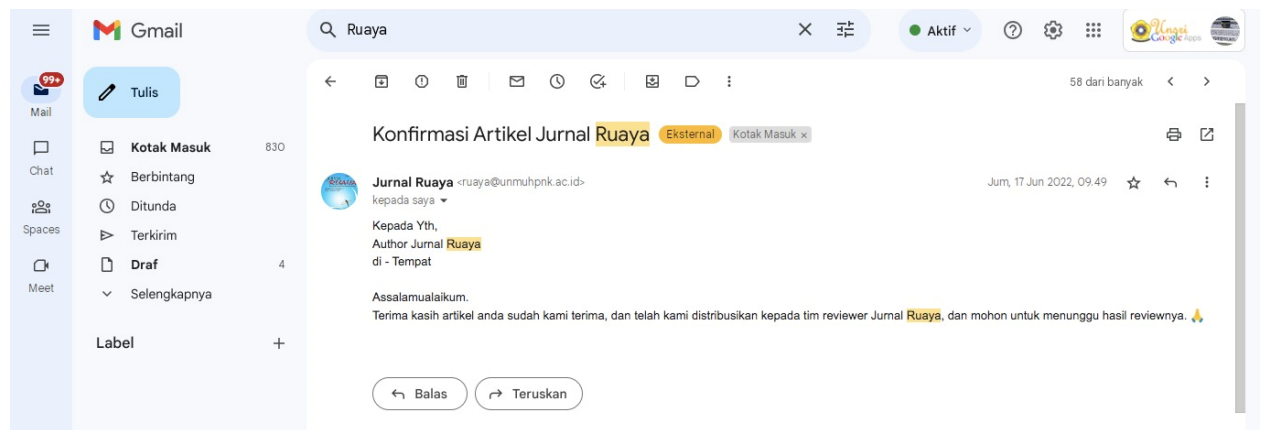 Gmail
Ruaya
Aktif
Ungei
Google Apps
99+
Mail
Chat
Spaces
Meet
Tulis
Kotak Masuk 830
Berbintang
Ditunda
Terkirim
Draf 4
Selengkapnya
Label
58 dari banyak
Konfirmasi Artikel Jurnal Ruaya Eksternal Kotak Masuk ×
Jurnal Ruaya <ruaya@unmuhpnk.ac.id> Jum, 17 Jun 2022, 09.49
kepada saya
Kepada Yth,
Author Jurnal Ruaya
di - Tempat
Assalamualaikum.
Terima kasih artikel anda sudah kami terima, dan telah kami distribusikan kepada tim reviewer Jurnal Ruaya, dan mohon untuk menunggu hasil reviewnya. 🙏
Balas
Teruskan